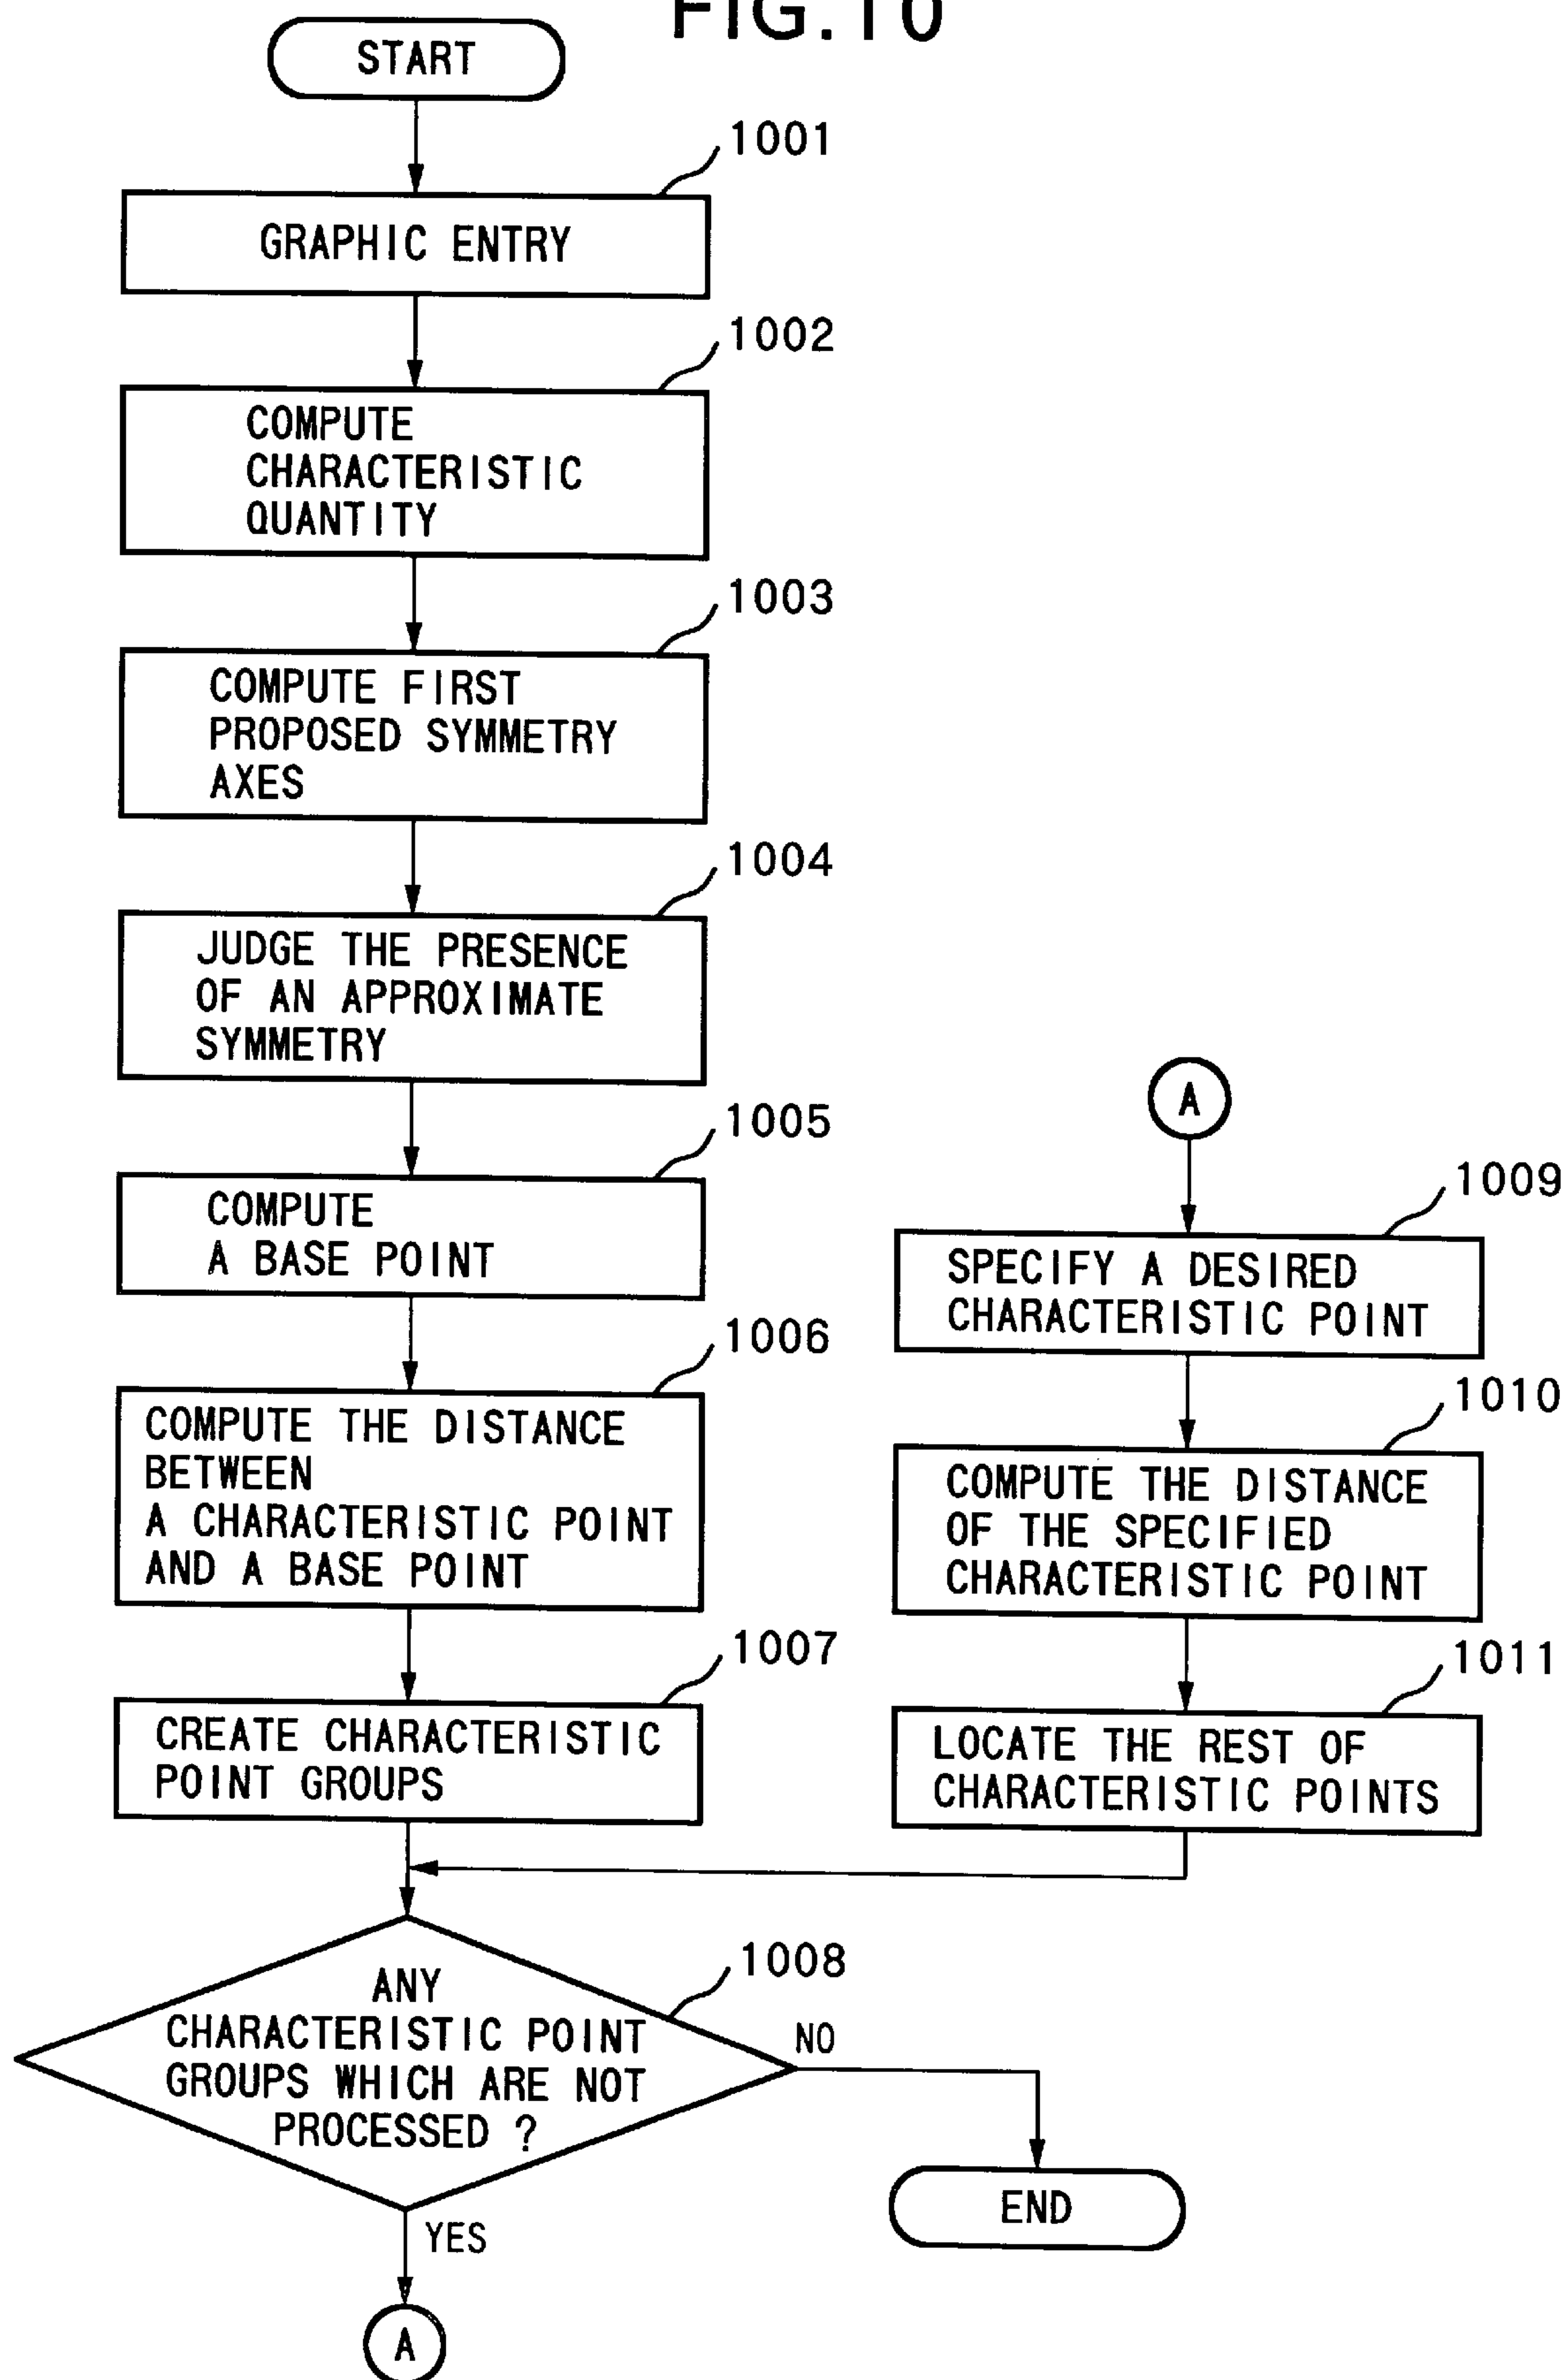 FIG.10
START
1001
GRAPHIC ENTRY
1002
COMPUTE
CHARACTERISTIC
QUANTITY
1003
COMPUTE FIRST
PROPOSED SYMMETRY
AXES
1004
JUDGE THE PRESENCE
OF AN APPROXIMATE
SYMMETRY
1005
COMPUTE
A BASE POINT
1006
COMPUTE THE DISTANCE
BETWEEN
A CHARACTERISTIC POINT
AND A BASE POINT
1007
CREATE CHARACTERISTIC
POINT GROUPS
1008
ANY
CHARACTERISTIC POINT
GROUPS WHICH ARE NOT
PROCESSED ?
NO
END
YES
A
A
1009
SPECIFY A DESIRED
CHARACTERISTIC POINT
1010
COMPUTE THE DISTANCE
OF THE SPECIFIED
CHARACTERISTIC POINT
1011
LOCATE THE REST OF
CHARACTERISTIC POINTS